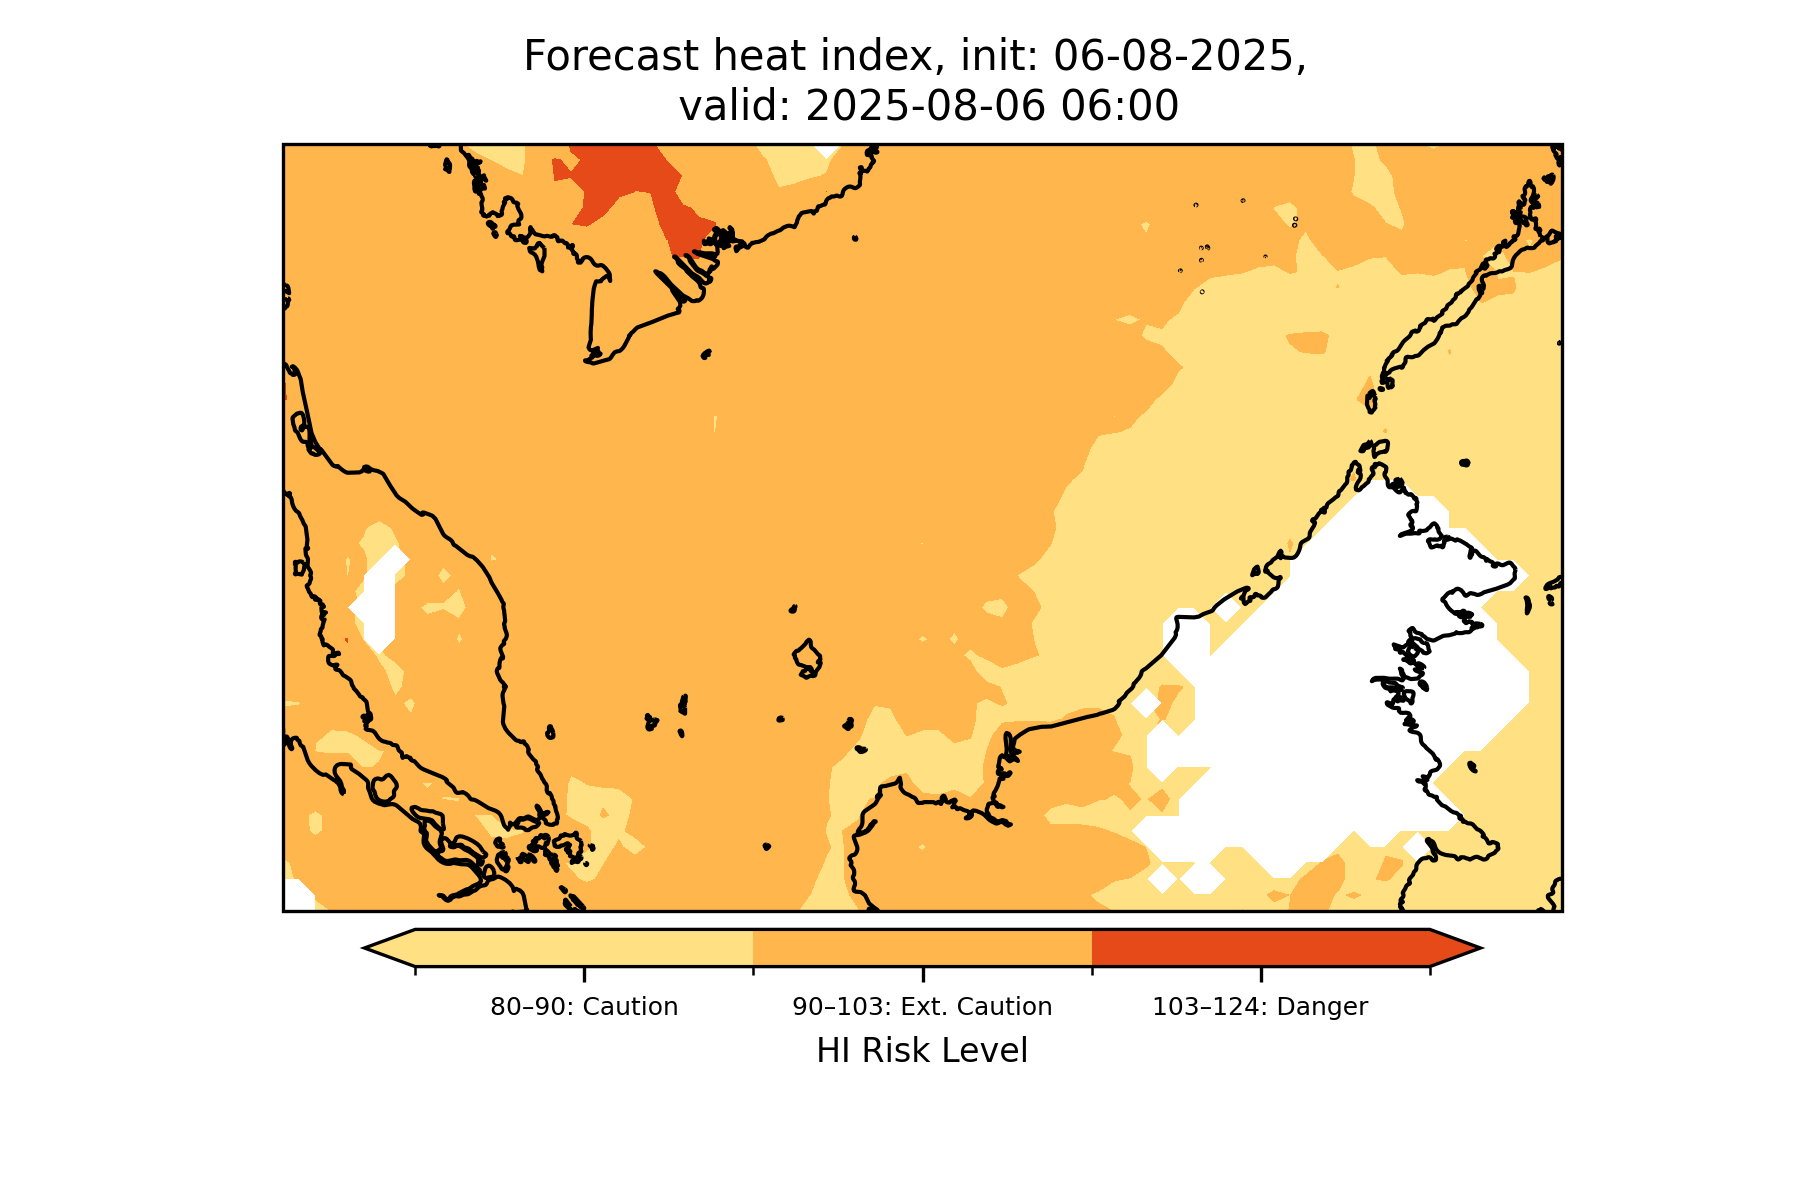 Forecast heat index, init: 06-08-2025,
valid: 2025-08-06 06:00
80–90: Caution
90–103: Ext. Caution
103–124: Danger
HI Risk Level